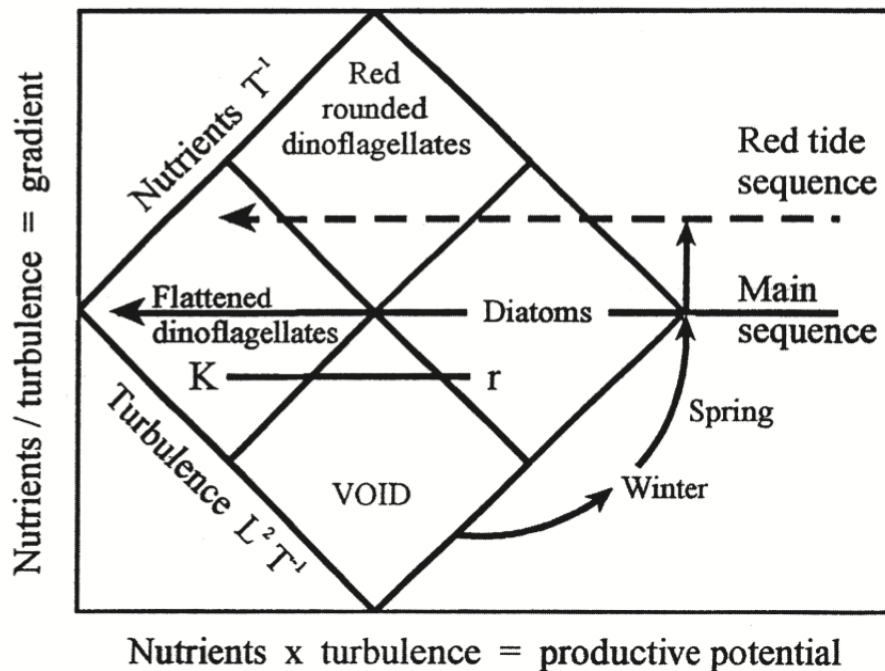 Nutrients / turbulence = gradient
Nutrients T⁻¹
Red
rounded
dinoflagellates
Red tide
sequence
Flattened
dinoflagellates
Diatoms
Main
sequence
K
r
Spring
Turbulence L² T⁻¹
VOID
Winter
Nutrients x turbulence = productive potential